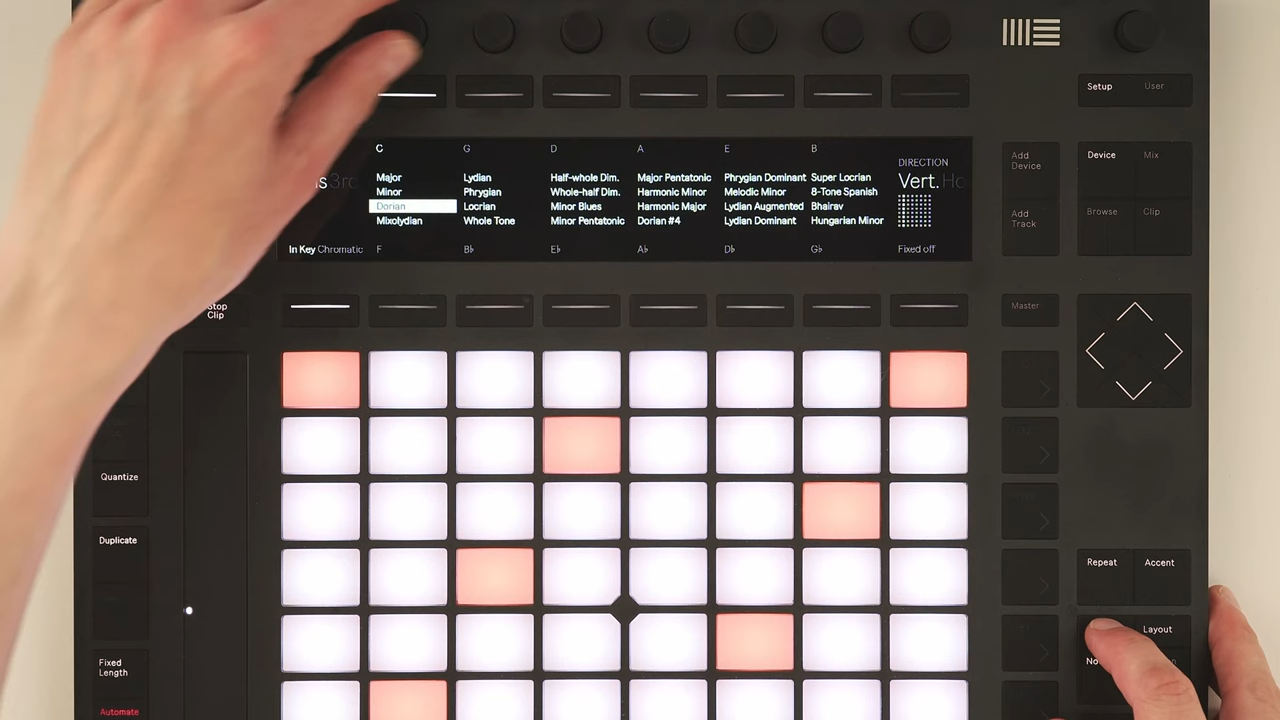 Setup User
C G D A E B
Add Device
Device Mix
DIRECTION
Major Lydian Half-whole Dim. Major Pentatonic Phrygian Dominant Super Locrian
s 3rd Vert. Ho
Minor Phrygian Whole-half Dim. Harmonic Minor Melodic Minor 8-Tone Spanish
Dorian Locrian Minor Blues Harmonic Major Lydian Augmented Bhairav
Add Track
Browse Clip
Mixolydian Whole Tone Minor Pentatonic Dorian #4 Lydian Dominant Hungarian Minor
In Key Chromatic F B♭ E♭ A♭ D♭ G♭ Fixed off
Stop Clip
Master
Quantize
Duplicate
Repeat Accent
Layout
No
Fixed Length
Automate